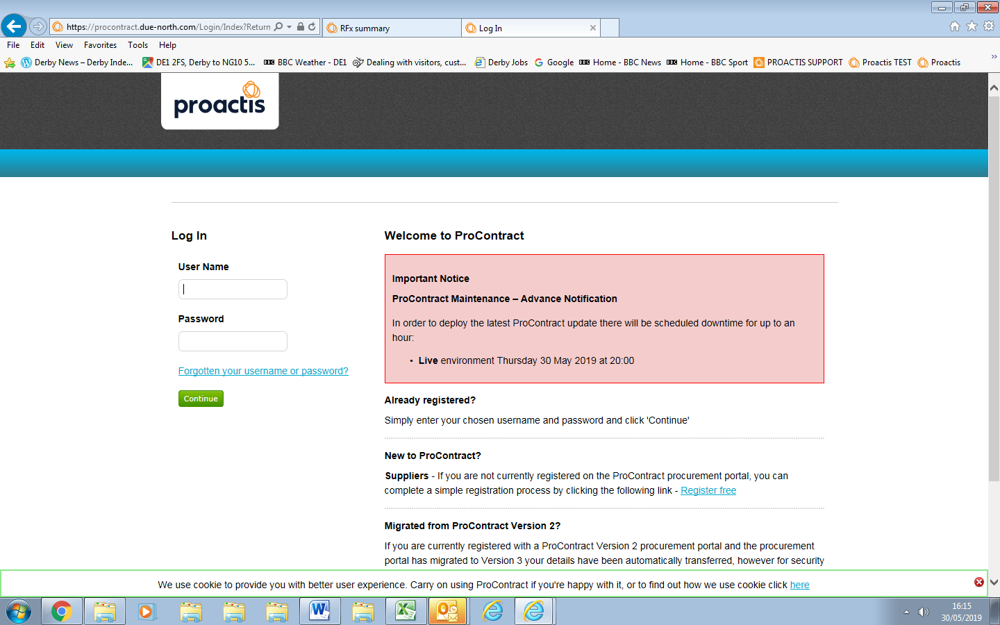 https://procontract.due-north.com/Login/Index?Return
RFx summary
Log In
File Edit View Favorites Tools Help
Derby News – Derby Inde...
DE1 2FS, Derby to NG10 5...
BBC Weather - DE1
Dealing with visitors, cust...
Derby Jobs
Google
Home - BBC News
Home - BBC Sport
PROACTIS SUPPORT
Proactis TEST
Proactis
proactis
Log In
User Name
Password
Forgotten your username or password?
Continue
Welcome to ProContract
Important Notice
ProContract Maintenance – Advance Notification
In order to deploy the latest ProContract update there will be scheduled downtime for up to an
hour:
• Live environment Thursday 30 May 2019 at 20:00
Already registered?
Simply enter your chosen username and password and click 'Continue'
New to ProContract?
Suppliers - If you are not currently registered on the ProContract procurement portal, you can
complete a simple registration process by clicking the following link - Register free
Migrated from ProContract Version 2?
If you are currently registered with a ProContract Version 2 procurement portal and the procurement
portal has migrated to Version 3 your details have been automatically transferred, however for security
We use cookie to provide you with better user experience. Carry on using ProContract if you're happy with it, or to find out how we use cookie click here
16:15
30/05/2019